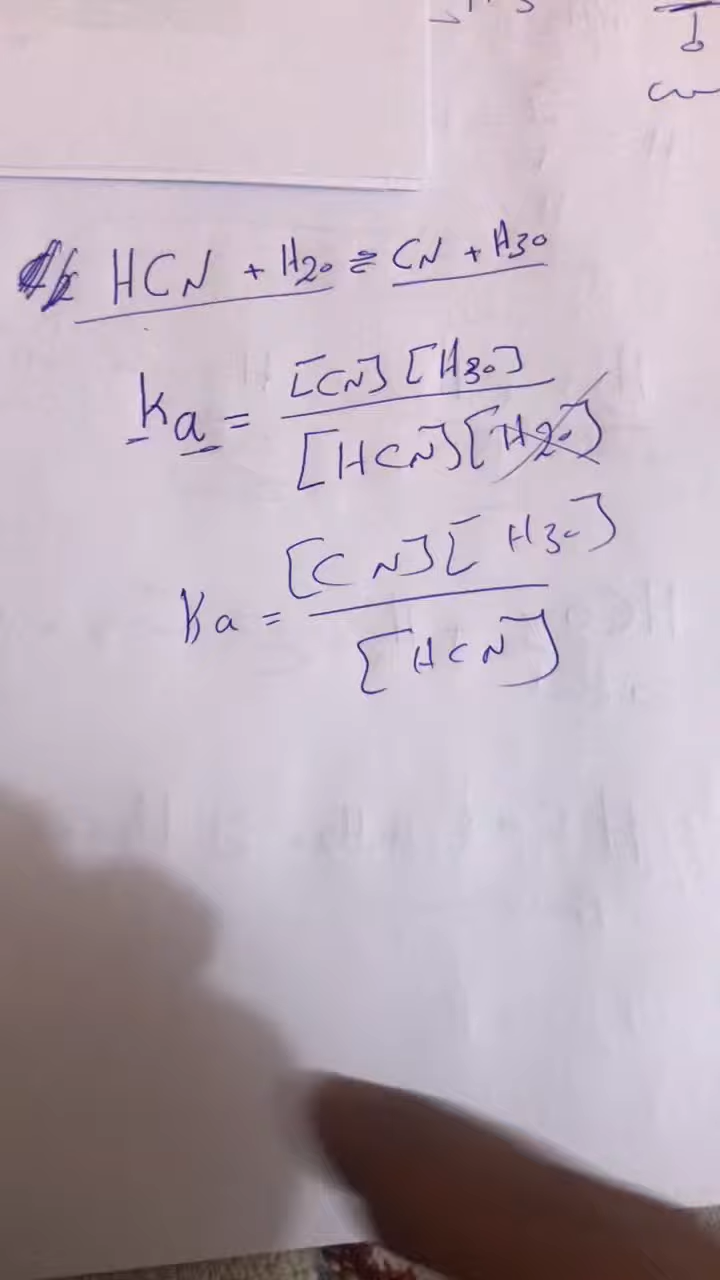 HCN + H2O ⇌ CN + H3O
Ka = [CN][H3O]
[HCN][H2O]
Ka = [CN][H3O]
[HCN]